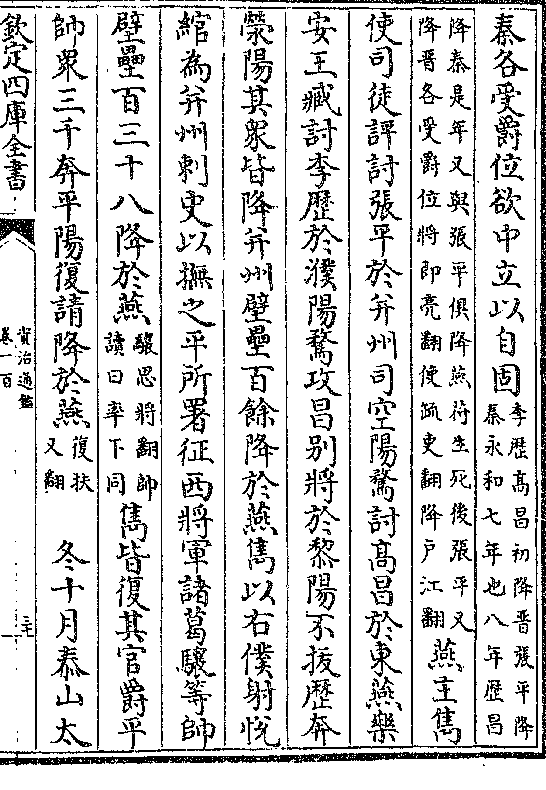 秦各受爵位欲中立以自固李歴髙昌初降晉張平降
秦永和七年也八年歴昌
降秦是年又與張平俱降燕苻生死後張平又
降晉各受爵位將即亮翻使疏吏翻降户江翻燕主儁
使司徒評討張平於并州司空陽騖討髙昌於東燕樂
安王臧討李歴於濮陽騖攻昌别將於黎陽不拔歴奔
滎陽其衆皆降并州壁壘百餘降於燕儁以右僕射悦
綰為并州刺史以撫之平所署征西將軍諸葛驤等帥
壁壘百三十八降於燕驤思將翻帥
讀曰率下同儁皆復其官爵平
帥衆三千奔平陽復請降於燕復扶
又翻　冬十月泰山太
欽定四庫全書
資治通鑑
卷一百